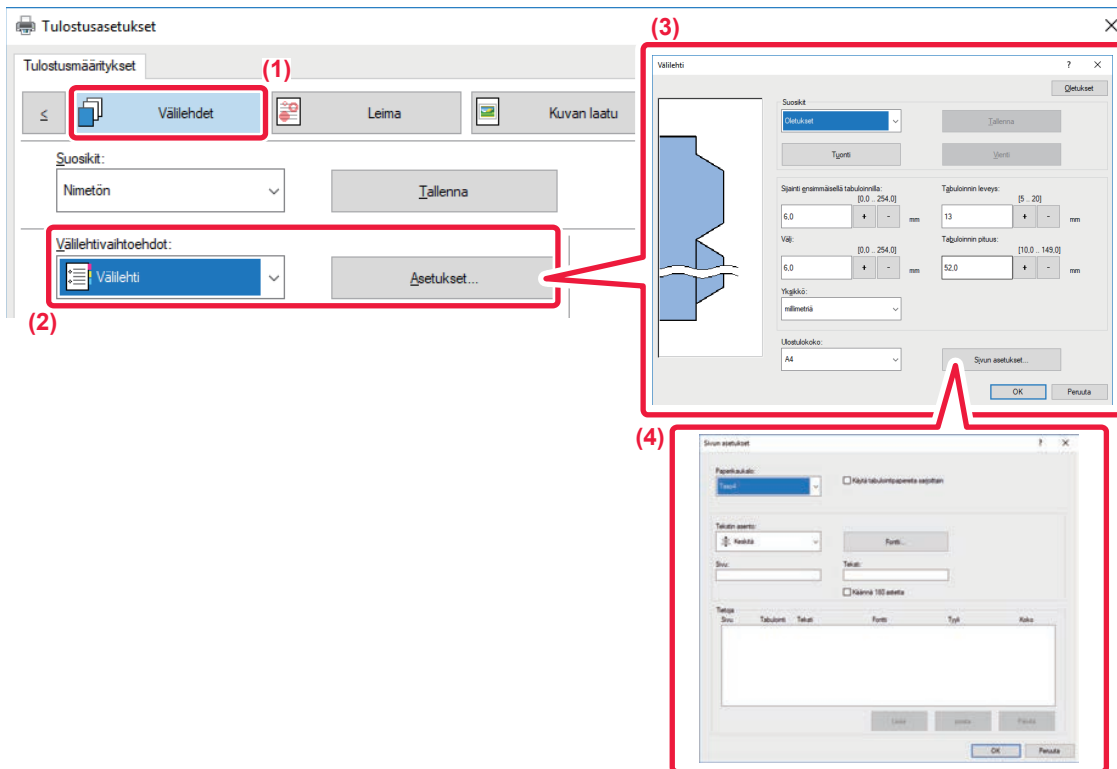 Tulostusasetukset
Tulostusmääritykset
(1)
≤ Välilehdet Leima Kuvan laatu
Suosikit:
Nimetön Tallenna
Välilehtivaihtoehdot:
Välilehti Asetukset...
(2)
(3)
Välilehti ? ×
Oletukset
Suosikit
Oletukset Tallenna
Tuonti Vienti
Sijainti ensimmäisellä tabuloinnilla: Tabuloinnin leveys:
[0,0 .. 254,0] [5 .. 20]
6,0 + - mm 13 + - mm
Välj: Tabuloinnin pituus:
[0,0 .. 254,0] [10,0 .. 149,0]
6,0 + - mm 52,0 + - mm
Yksikkö:
millimetriä
Ulostulokoko:
A4 Sivun asetukset...
OK Peruuta
(4)
Sivun asetukset ? ×
Paperikaukalo:
Taso4 Käytä tabulointipapereita sarjoittain
Tekstin asento:
Keskitä Fontti...
Sivu: Teksti:
Käännä 180 astetta
Tietoja
Sivu Tabulointi Teksti Fontti Tyyli Koko
Lisää Poista
OK Peruuta